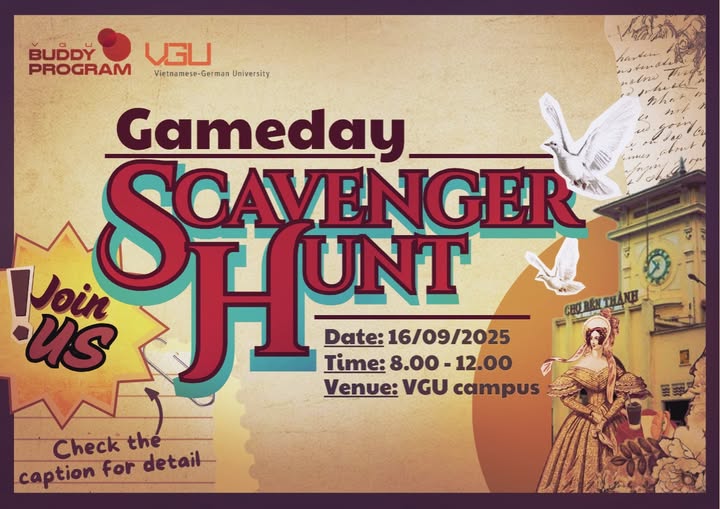 VGU
BUDDY
PROGRAM
VGU
Vietnamese-German University
Gameday
SCAVENGER
HUNT
Join
US
!
Date: 16/09/2025
Time: 8.00 - 12.00
Venue: VGU campus
Check the
caption for detail
CHỢ BẾN THÀNH